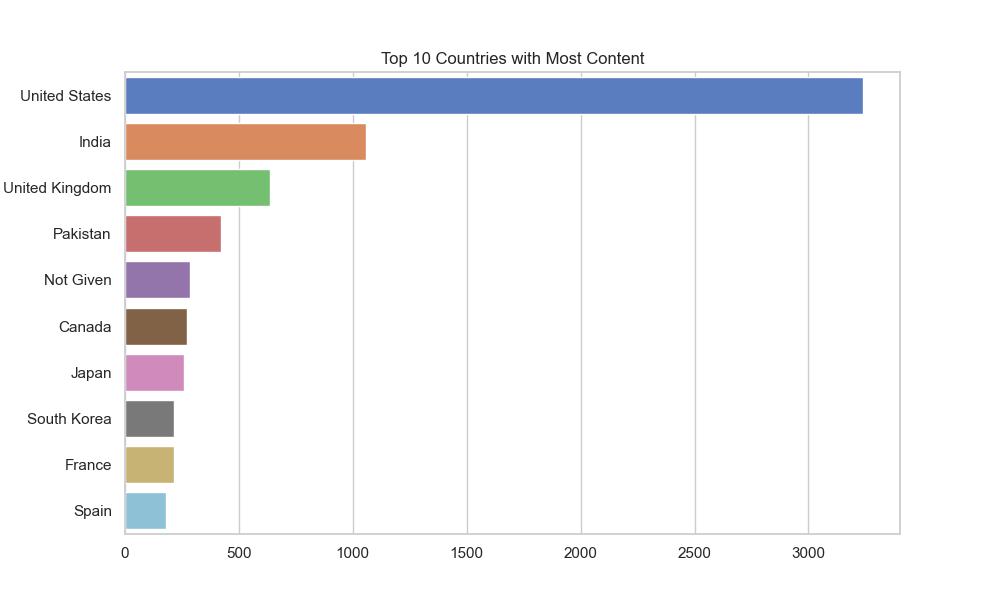 Top 10 Countries with Most Content
United States
India
United Kingdom
Pakistan
Not Given
Canada
Japan
South Korea
France
Spain
0 500 1000 1500 2000 2500 3000